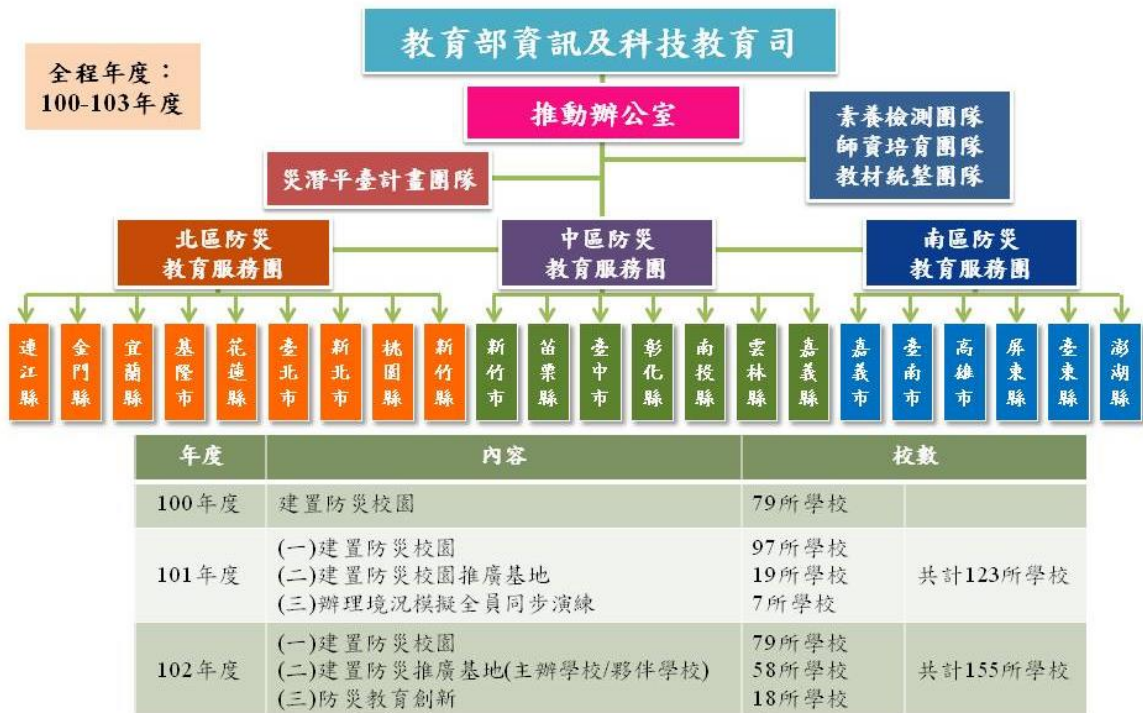 教育部資訊及科技教育司
全程年度：
100-103年度
推動辦公室
素養檢測團隊
師資培育團隊
教材統整團隊
災潛平臺計畫團隊
北區防災
教育服務團
中區防災
教育服務團
南區防災
教育服務團
連江縣
金門縣
宜蘭縣
基隆市
花蓮縣
臺北市
新北市
桃園縣
新竹縣
新竹市
苗栗縣
臺中市
彰化縣
南投縣
雲林縣
嘉義縣
嘉義市
臺南市
高雄市
屏東縣
臺東縣
澎湖縣
年度 內容 校數
100年度 建置防災校園 79所學校
(一)建置防災校園 97所學校
101年度 (二)建置防災校園推廣基地 19所學校 共計123所學校
(三)辦理境況模擬全員同步演練 7所學校
(一)建置防災校園 79所學校
102年度 (二)建置防災推廣基地(主辦學校/夥伴學校) 58所學校 共計155所學校
(三)防災教育創新 18所學校